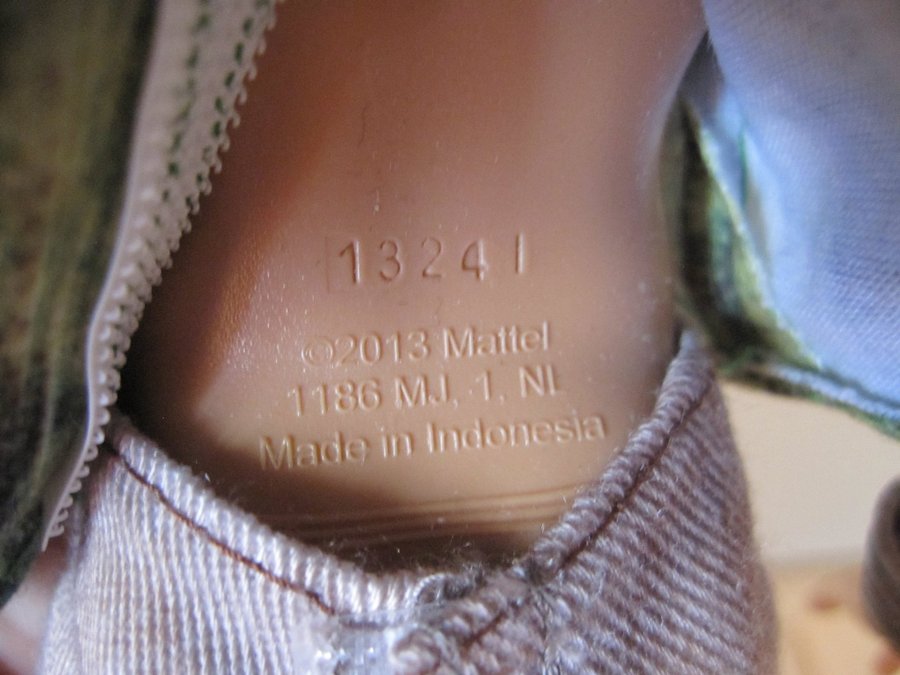 13241
©2013 Mattel
1186 MJ, 1, NL
Made in Indonesia